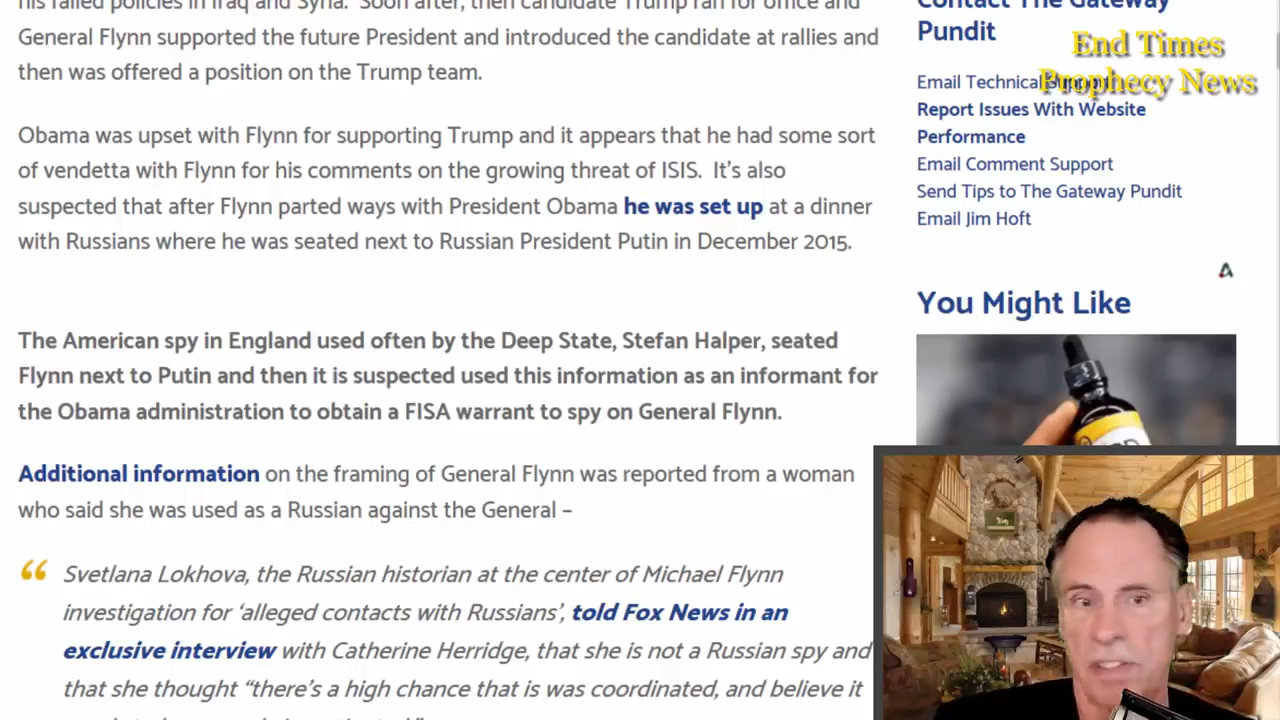 his failed policies in Iraq and Syria. Soon after, then candidate Trump ran for office and
General Flynn supported the future President and introduced the candidate at rallies and
then was offered a position on the Trump team.
Obama was upset with Flynn for supporting Trump and it appears that he had some sort
of vendetta with Flynn for his comments on the growing threat of ISIS. It's also
suspected that after Flynn parted ways with President Obama he was set up at a dinner
with Russians where he was seated next to Russian President Putin in December 2015.
The American spy in England used often by the Deep State, Stefan Halper, seated
Flynn next to Putin and then it is suspected used this information as an informant for
the Obama administration to obtain a FISA warrant to spy on General Flynn.
Additional information on the framing of General Flynn was reported from a woman
who said she was used as a Russian against the General –
“ Svetlana Lokhova, the Russian historian at the center of Michael Flynn
investigation for ‘alleged contacts with Russians’, told Fox News in an
exclusive interview with Catherine Herridge, that she is not a Russian spy and
that she thought “there’s a high chance that is was coordinated, and believe it
Contact The Gateway
Pundit
End Times
Prophecy News
Email Technical Support
Report Issues With Website
Performance
Email Comment Support
Send Tips to The Gateway Pundit
Email Jim Hoft
You Might Like